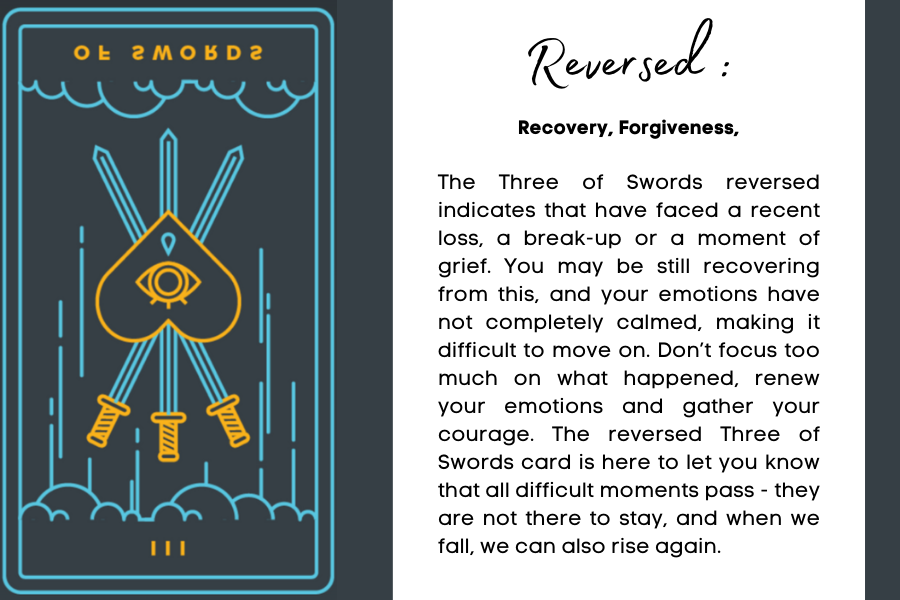 OF SWORDS
III
Reversed :
Recovery, Forgiveness,
The Three of Swords reversed
indicates that have faced a recent
loss, a break-up or a moment of
grief. You may be still recovering
from this, and your emotions have
not completely calmed, making it
difficult to move on. Don’t focus too
much on what happened, renew
your emotions and gather your
courage. The reversed Three of
Swords card is here to let you know
that all difficult moments pass - they
are not there to stay, and when we
fall, we can also rise again.